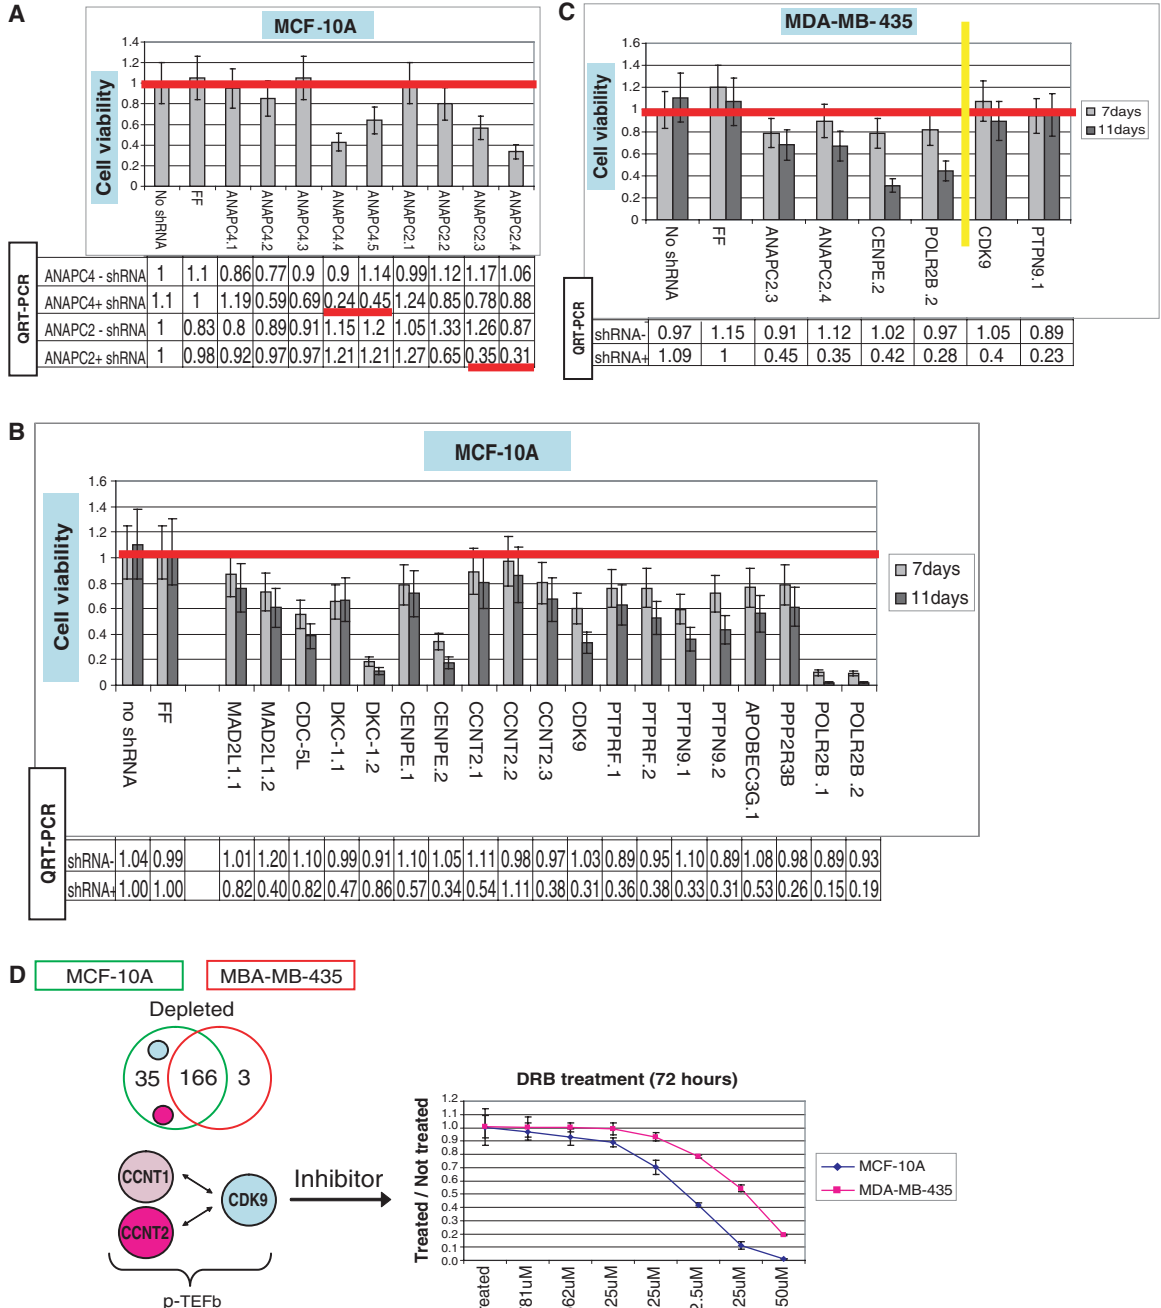 A
MCF-10A
Cell viability
1.4
1.2
1
0.8
0.6
0.4
0.2
0
No shRNA
FF
ANAPC4.1
ANAPC4.2
ANAPC4.3
ANAPC4.4
ANAPC4.5
ANAPC2.1
ANAPC2.2
ANAPC2.3
ANAPC2.4
QRT-PCR
ANAPC4 - shRNA 1 1.1 0.86 0.77 0.9 0.9 1.14 0.99 1.12 1.17 1.06
ANAPC4+ shRNA 1.1 1 1.19 0.59 0.69 0.24 0.45 1.24 0.85 0.78 0.88
ANAPC2 - shRNA 1 0.83 0.8 0.89 0.91 1.15 1.2 1.05 1.33 1.26 0.87
ANAPC2+ shRNA 1 0.98 0.92 0.97 0.97 1.21 1.21 1.27 0.65 0.35 0.31
C
MDA-MB-435
Cell viability
1.6
1.4
1.2
1
0.8
0.6
0.4
0.2
0
7days
11days
No shRNA
FF
ANAPC2.3
ANAPC2.4
CENPE.2
POLR2B .2
CDK9
PTPN9.1
QRT-PCR
shRNA- 0.97 1.15 0.91 1.12 1.02 0.97 1.05 0.89
shRNA+ 1.09 1 0.45 0.35 0.42 0.28 0.4 0.23
B
MCF-10A
Cell viability
1.6
1.4
1.2
1
0.8
0.6
0.4
0.2
0
7days
11days
no shRNA
FF
MAD2L1.1
MAD2L1.2
CDC-5L
DKC-1.1
DKC-1.2
CENPE.1
CENPE.2
CCNT2.1
CCNT2.2
CCNT2.3
CDK9
PTPRF.1
PTPRF.2
PTPN9.1
PTPN9.2
APOBEC3G.1
PPP2R3B
POLR2B .1
POLR2B .2
QRT-PCR
shRNA- 1.04 0.99 1.01 1.20 1.10 0.99 0.91 1.10 1.05 1.11 0.98 0.97 1.03 0.89 0.95 1.10 0.89 1.08 0.98 0.89 0.93
shRNA+ 1.00 1.00 0.82 0.40 0.82 0.47 0.86 0.57 0.34 0.54 1.11 0.38 0.31 0.36 0.38 0.33 0.31 0.53 0.26 0.15 0.19
D
MCF-10A
MBA-MB-435
Depleted
35 166 3
CCNT1
CCNT2
CDK9
p-TEFb
Inhibitor
DRB treatment (72 hours)
Treated / Not treated
1.2
1.1
1.0
0.9
0.8
0.7
0.6
0.5
0.4
0.3
0.2
0.1
0.0
MCF-10A
MDA-MB-435